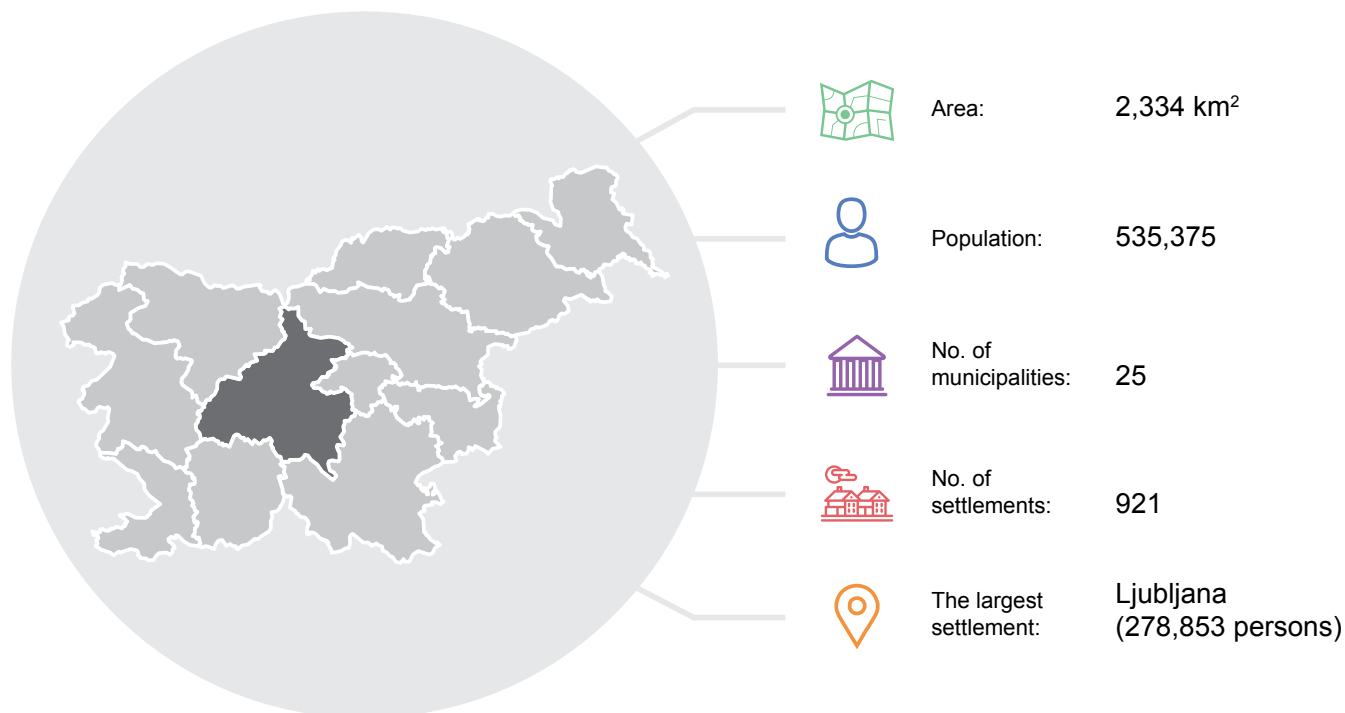 Area: 2,334 km²
Population: 535,375
No. of
municipalities: 25
No. of
settlements: 921
The largest
settlement:
Ljubljana
(278,853 persons)